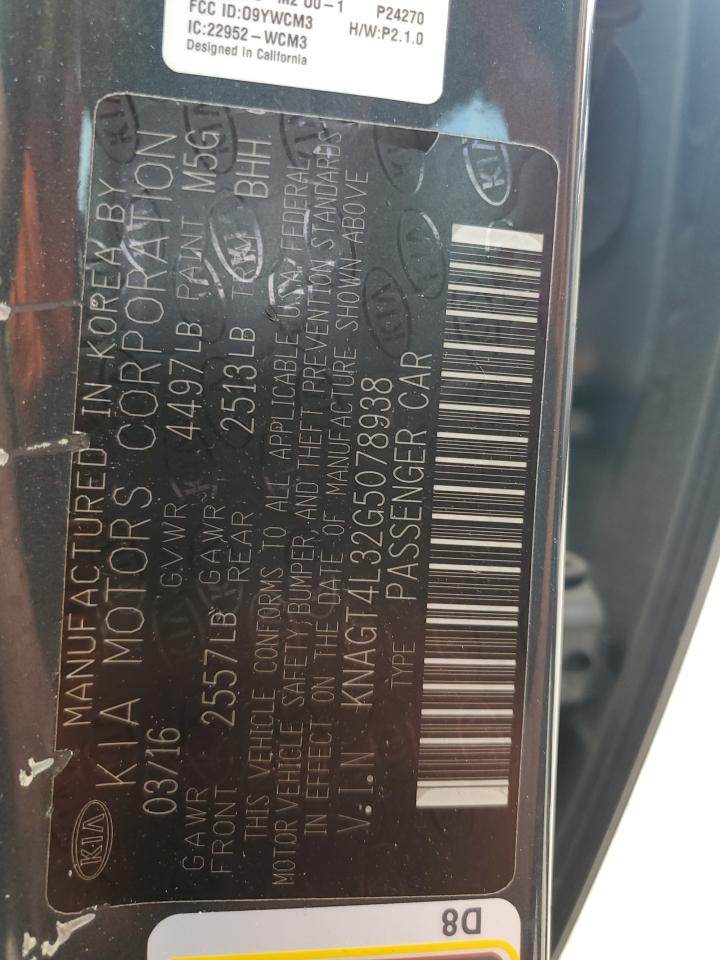 FCC ID:O9YWCM3
P24270
IC:22952-WCM3
H/W:P2.1.0
Designed in California
KIA
MANUFACTURED IN KOREA BY
KIA MOTORS CORPORATION
03/16 GVWR 4497LB PAINT M5G
GAWR FRONT 2557LB GAWR REAR 2513LB TR BHH
THIS VEHICLE CONFORMS TO ALL APPLICABLE U.S.A. FEDERAL
MOTOR VEHICLE SAFETY, BUMPER, AND THEFT PREVENTION STANDARDS
IN EFFECT ON THE DATE OF MANUFACTURE SHOWN ABOVE
V.I.N KNAGT4L32G5078938
TYPE PASSENGER CAR
D8